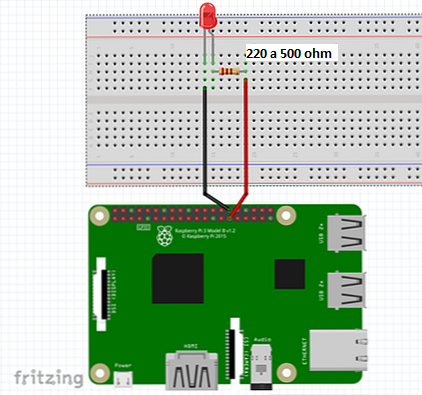 220 a 500 ohm
GPIO
Raspberry Pi 3 Model B v1.2
© Raspberry Pi 2015
USB 2x
DSI (DISPLAY)
USB 2x
HDMI
Audio
Power
ETHERNET
fritzing